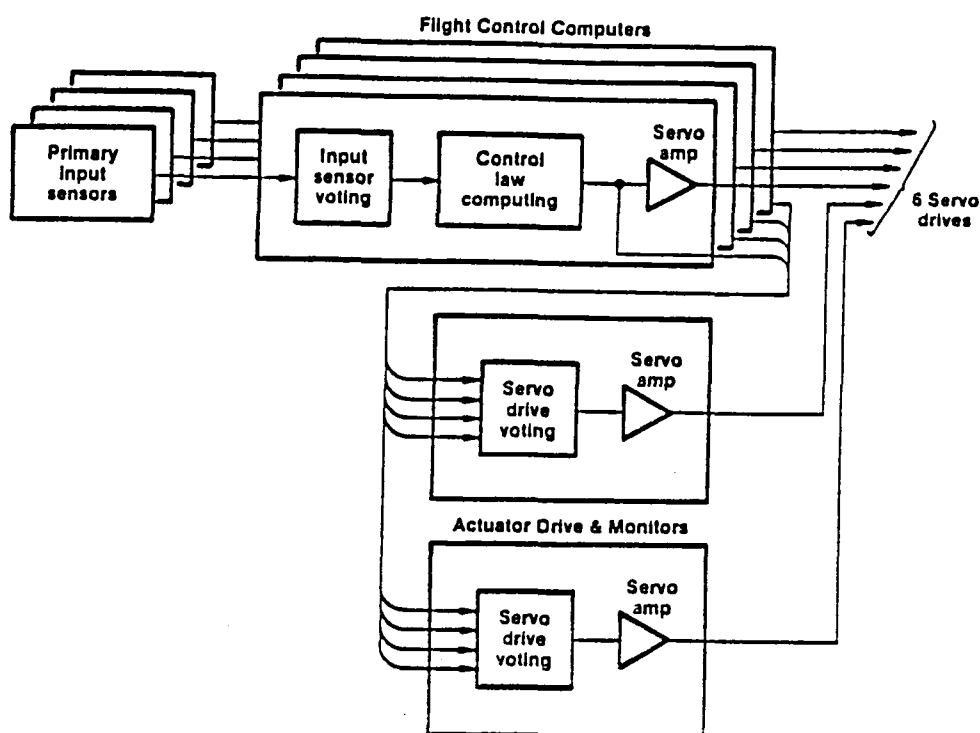 Flight Control Computers
Primary
input
sensors
Input
sensor
voting
Control
law
computing
Servo
amp
6 Servo
drives
Servo
drive
voting
Servo
amp
Actuator Drive & Monitors
Servo
drive
voting
Servo
amp